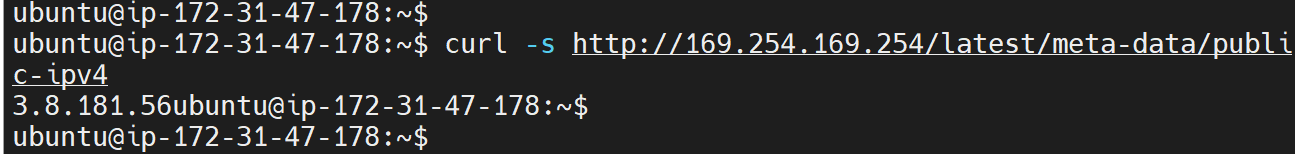 ubuntu@ip-172-31-47-178:~$
ubuntu@ip-172-31-47-178:~$ curl -s http://169.254.169.254/latest/meta-data/publi
c-ipv4
3.8.181.56ubuntu@ip-172-31-47-178:~$
ubuntu@ip-172-31-47-178:~$